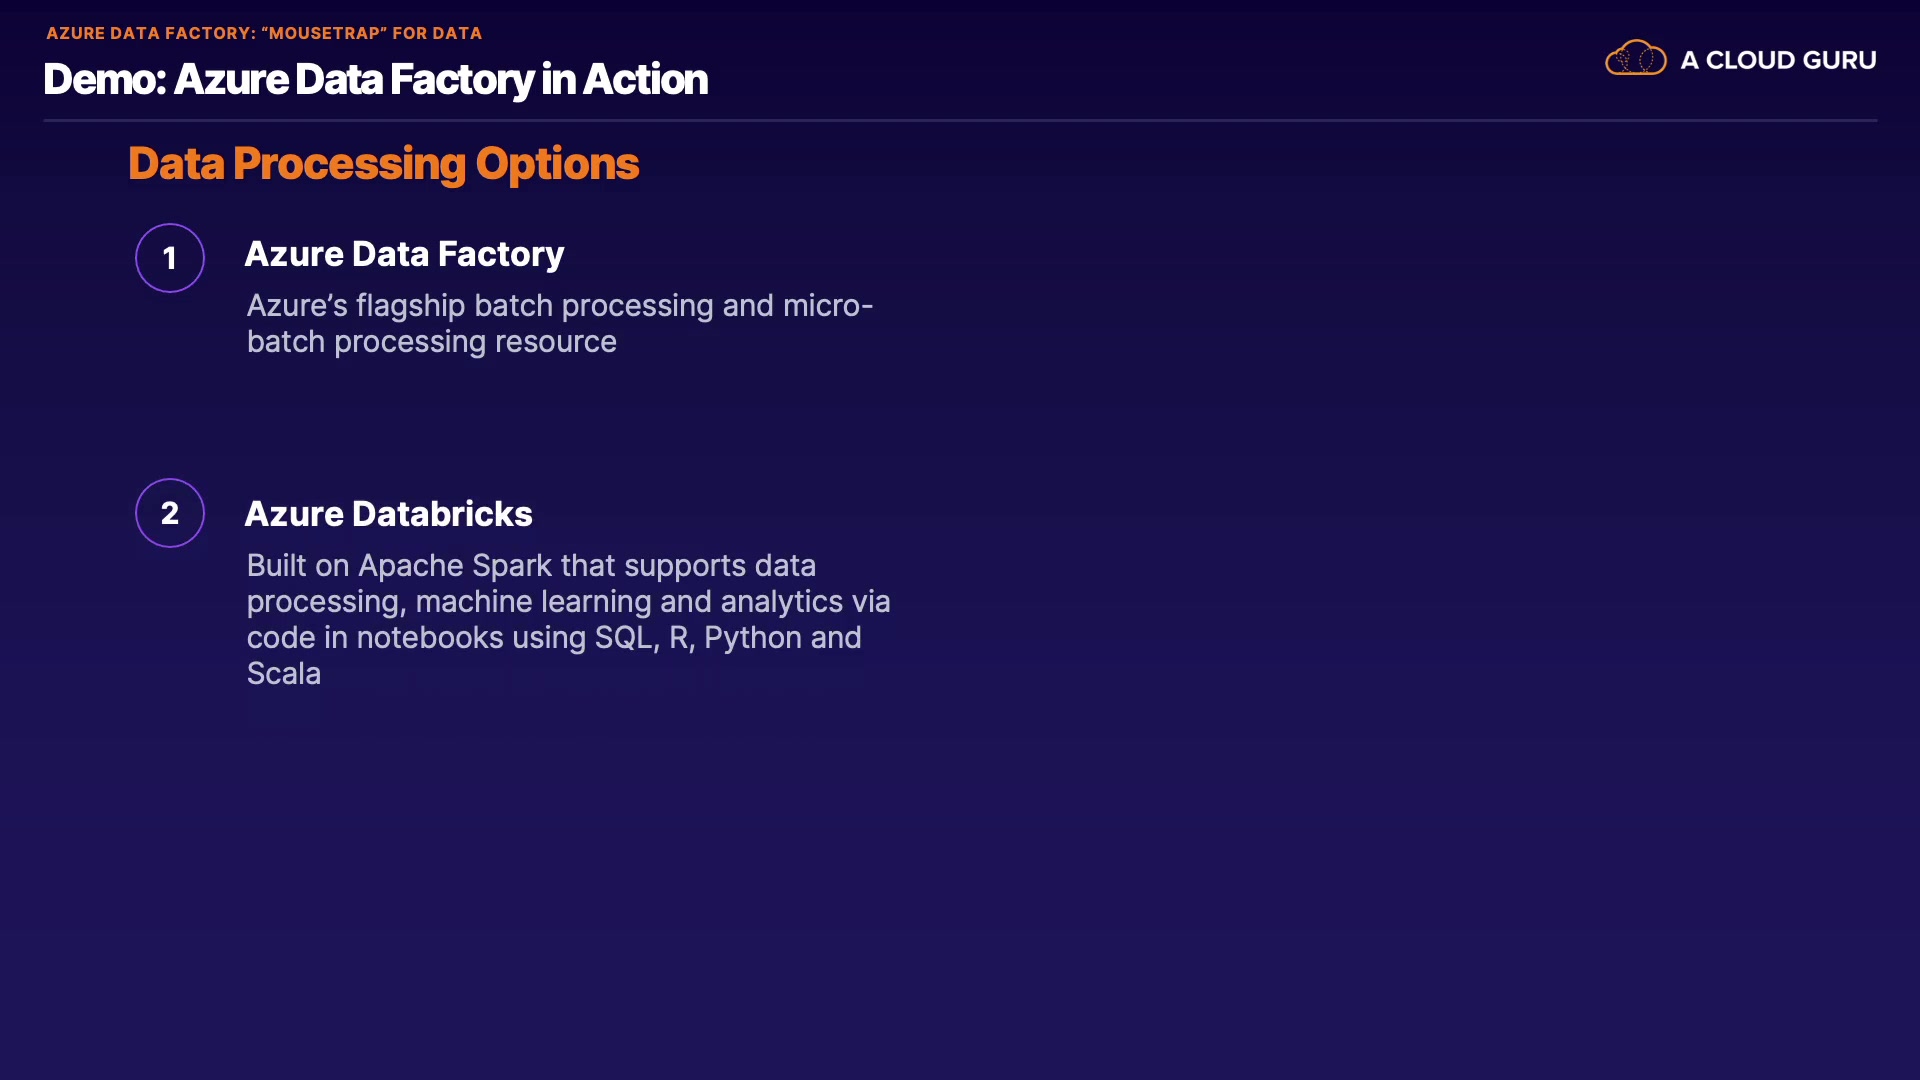 AZURE DATA FACTORY: “MOUSETRAP” FOR DATA
Demo: Azure Data Factory in Action
A CLOUD GURU
Data Processing Options
1
Azure Data Factory
Azure’s flagship batch processing and micro-
batch processing resource
2
Azure Databricks
Built on Apache Spark that supports data
processing, machine learning and analytics via
code in notebooks using SQL, R, Python and
Scala